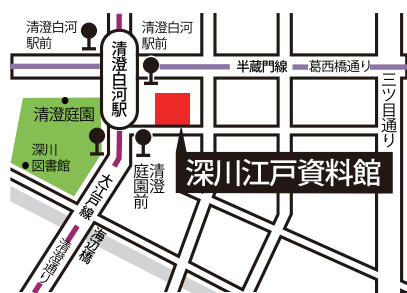 清澄白河
駅前
清澄白河
駅前
清澄白河駅
半蔵門線
葛西橋通り
三ツ目通り
清澄庭園
深川
図書館
清澄
庭園前
深川江戸資料館
大江戸線
海辺橋
清澄通り